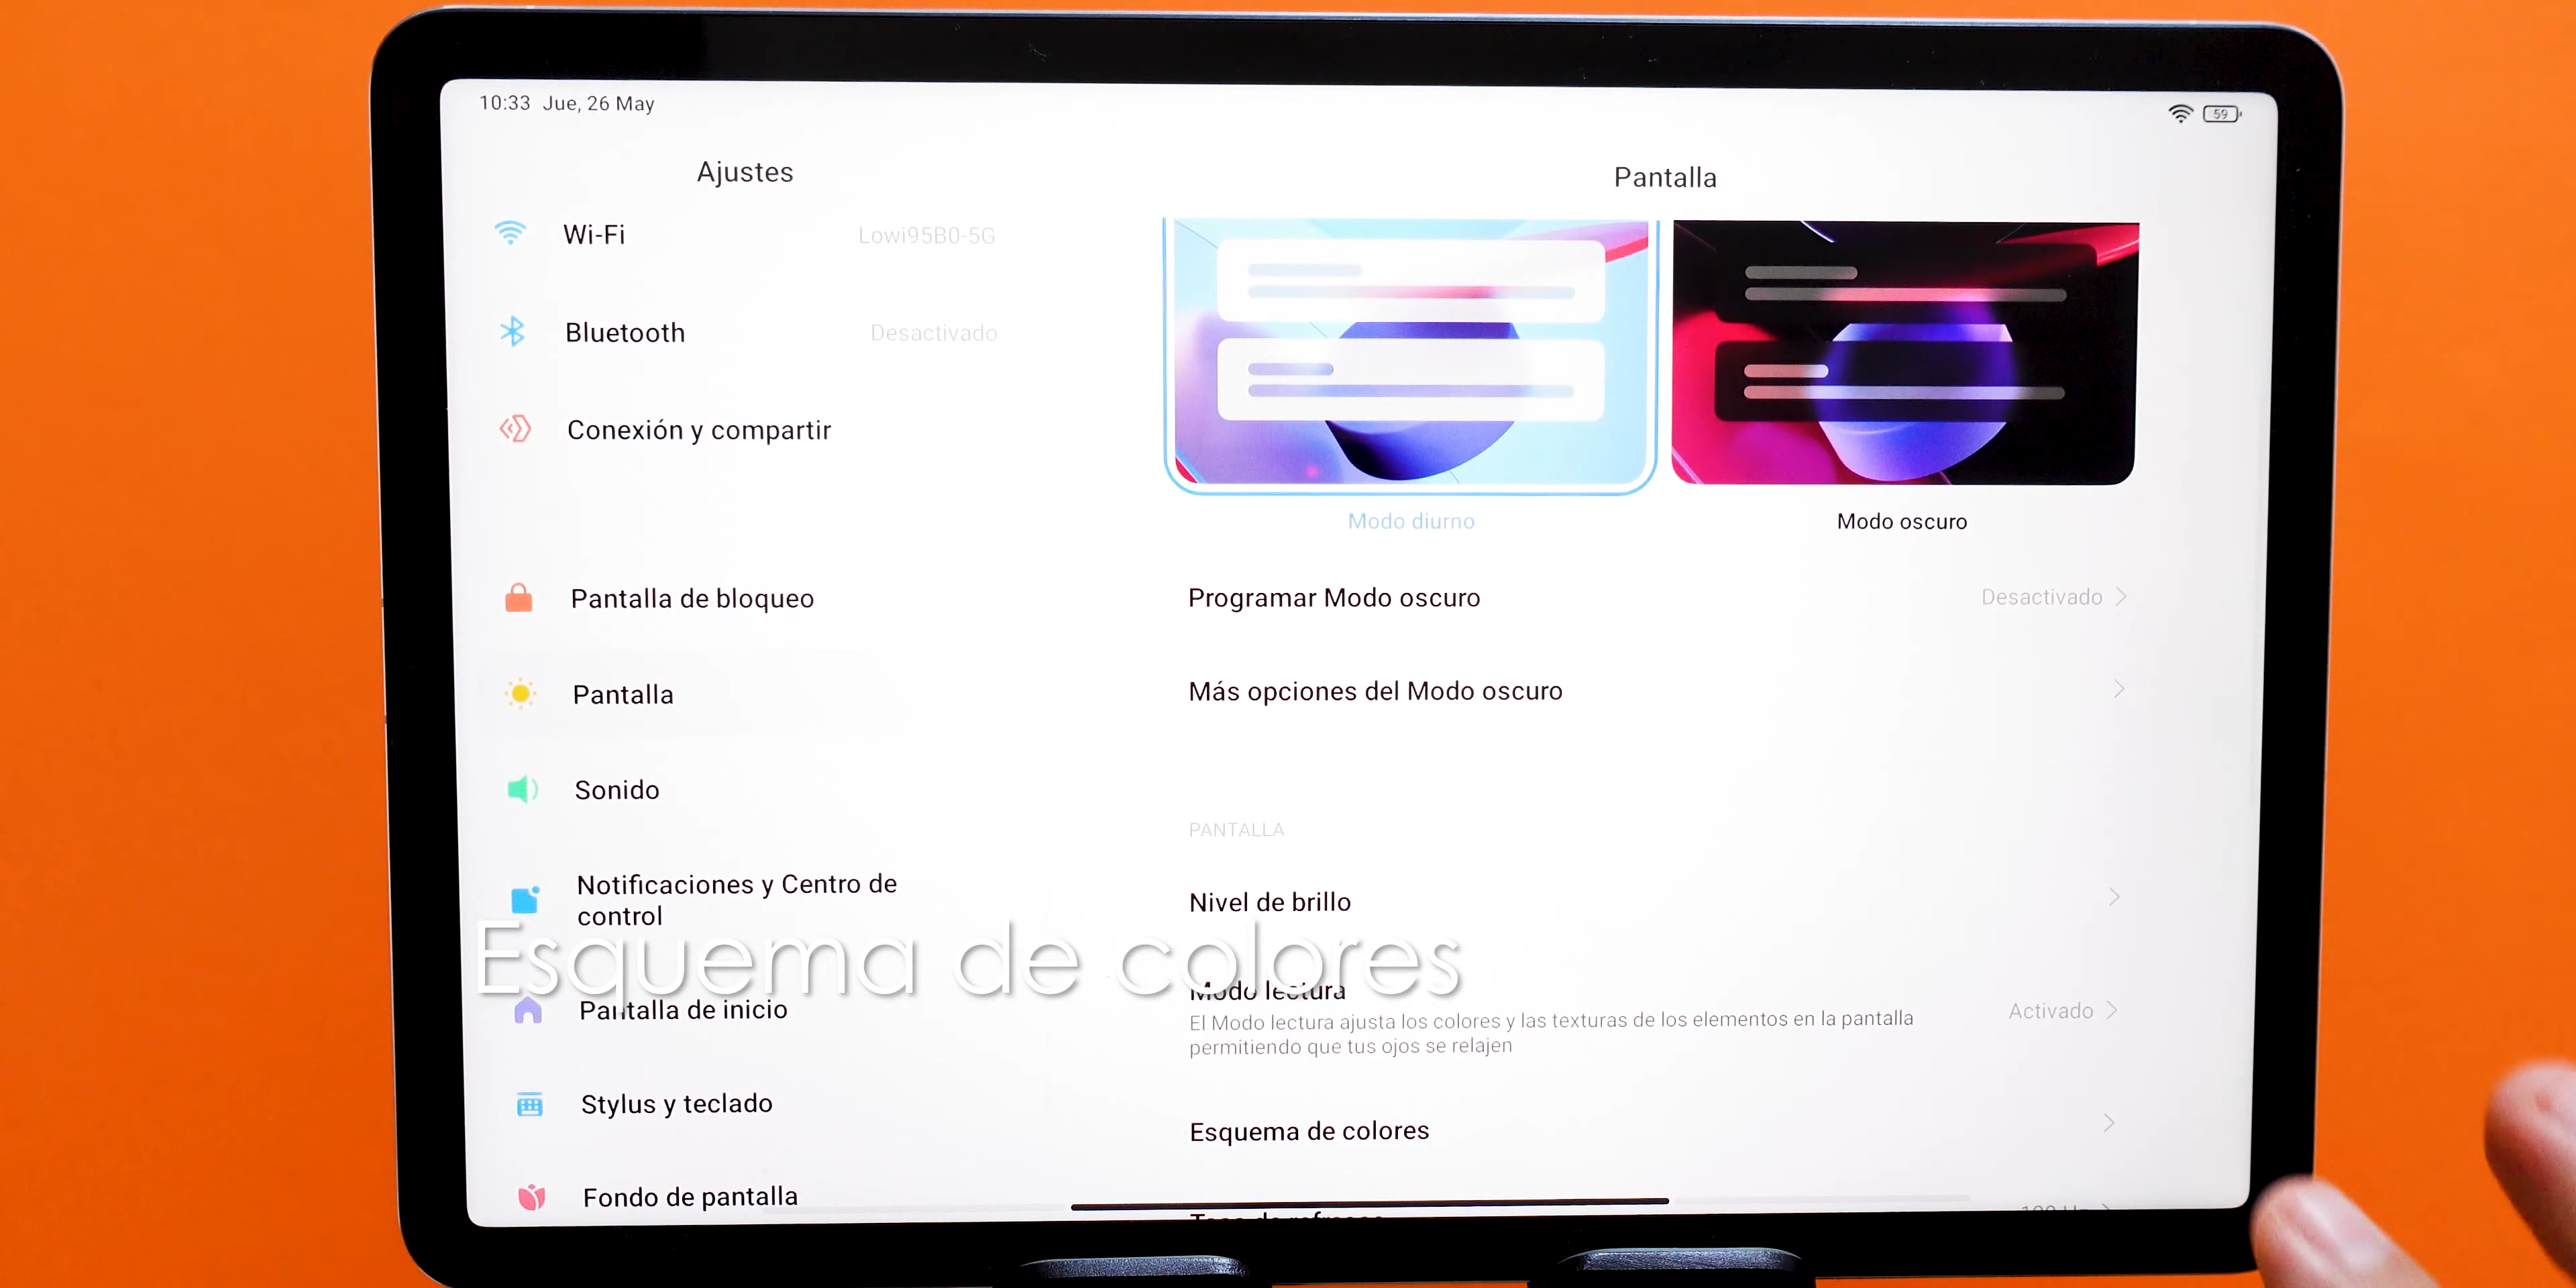 10:33 Jue, 26 May
59
Ajustes
Wi-Fi
Lowi95B0-5G
Bluetooth
Desactivado
Conexión y compartir
Pantalla de bloqueo
Pantalla
Sonido
Notificaciones y Centro de
control
Pantalla de inicio
Stylus y teclado
Fondo de pantalla
Pantalla
Modo diurno
Modo oscuro
Programar Modo oscuro
Desactivado
Más opciones del Modo oscuro
PANTALLA
Nivel de brillo
Modo lectura
El Modo lectura ajusta los colores y las texturas de los elementos en la pantalla
permitiendo que tus ojos se relajen
Activado
Esquema de colores
Esquema de colores